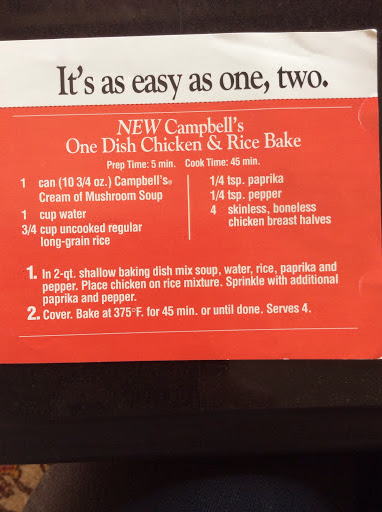 It's as easy as one, two.
NEW Campbell's
One Dish Chicken & Rice Bake
Prep Time: 5 min. Cook Time: 45 min.
1 can (10 3/4 oz.) Campbell's®
Cream of Mushroom Soup
1 cup water
3/4 cup uncooked regular
long-grain rice
1/4 tsp. paprika
1/4 tsp. pepper
4 skinless, boneless
chicken breast halves
1. In 2-qt. shallow baking dish mix soup, water, rice, paprika and
pepper. Place chicken on rice mixture. Sprinkle with additional
paprika and pepper.
2. Cover. Bake at 375°F. for 45 min. or until done. Serves 4.